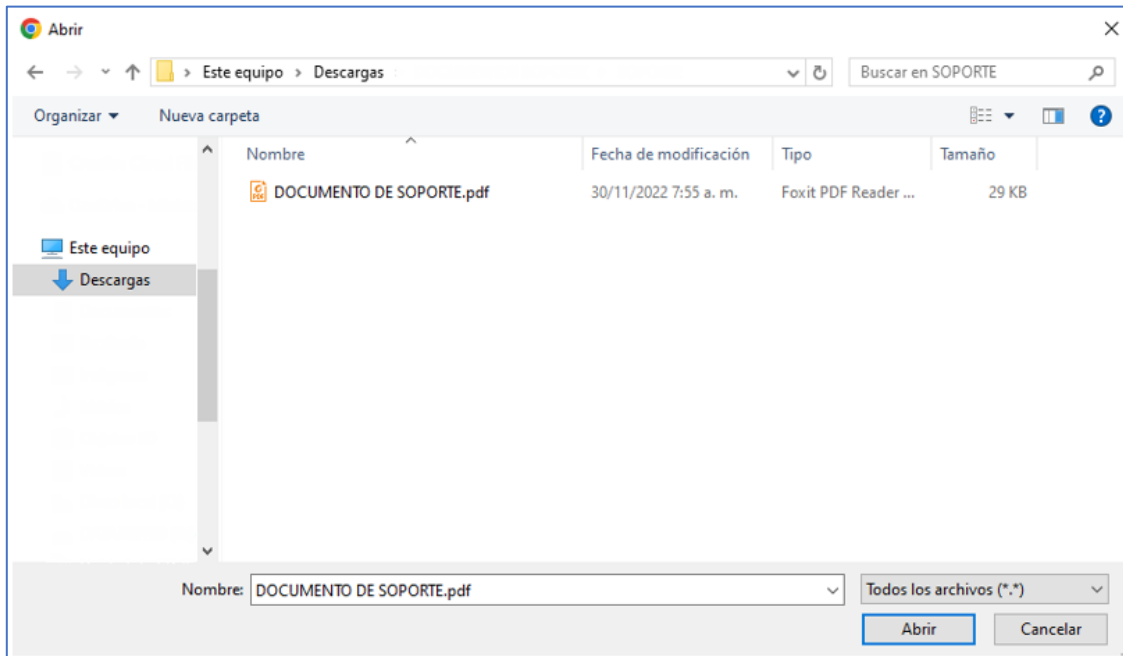 Abrir
Este equipo > Descargas
Buscar en SOPORTE
Organizar
Nueva carpeta
Nombre Fecha de modificación Tipo Tamaño
DOCUMENTO DE SOPORTE.pdf 30/11/2022 7:55 a. m. Foxit PDF Reader ... 29 KB
Este equipo
Descargas
Nombre: DOCUMENTO DE SOPORTE.pdf
Todos los archivos (*.*)
Abrir
Cancelar